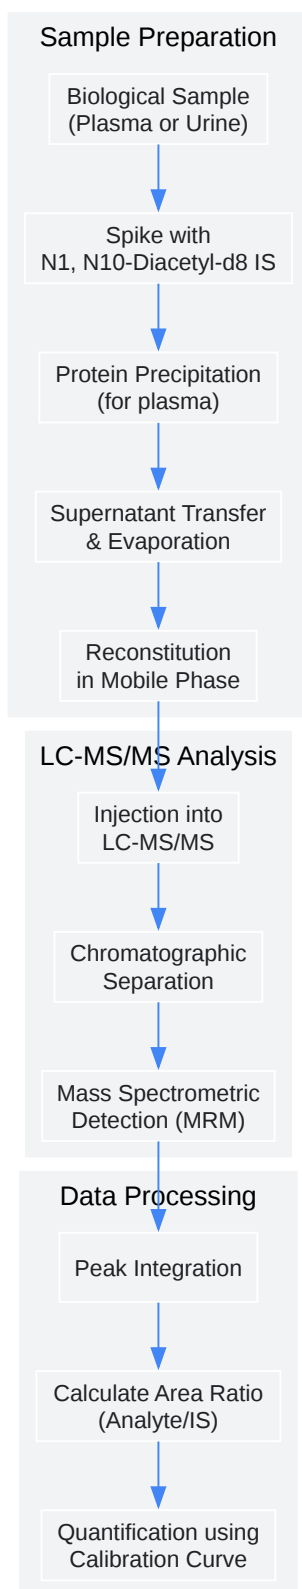 Sample Preparation
Biological Sample
(Plasma or Urine)
Spike with
N1, N10-Diacetyl-d8 IS
Protein Precipitation
(for plasma)
Supernatant Transfer
& Evaporation
Reconstitution
in Mobile Phase
LC-MS/MS Analysis
Injection into
LC-MS/MS
Chromatographic
Separation
Mass Spectrometric
Detection (MRM)
Data Processing
Peak Integration
Calculate Area Ratio
(Analyte/IS)
Quantification using
Calibration Curve